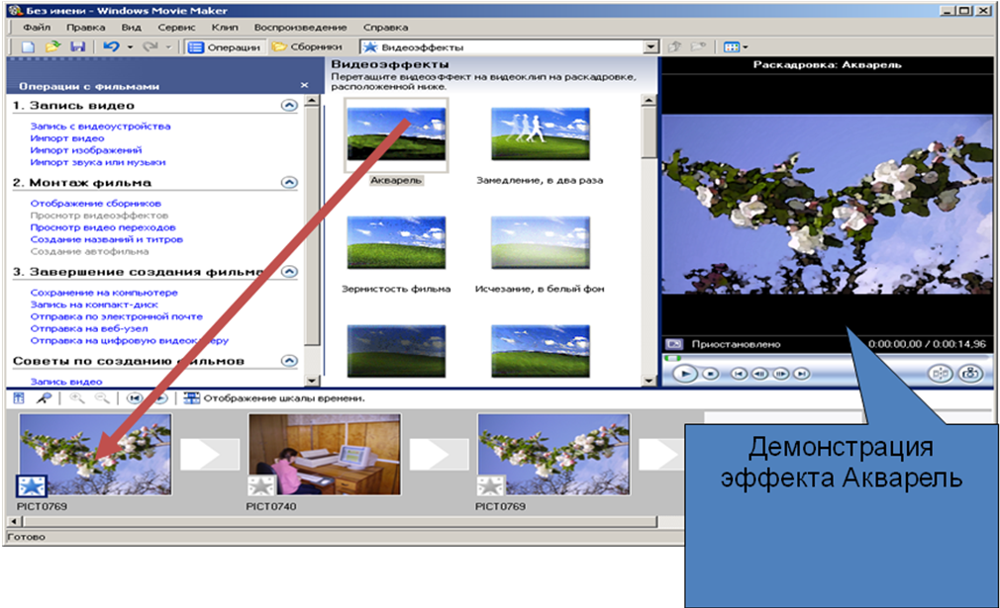 Без имени - Windows Movie Maker
Файл Правка Вид Сервис Клип Воспроизведение Справка
Операции Сборники Видеоэффекты
Операции с фильмами
1. Запись видео
Запись с видеоустройства
Импорт видео
Импорт изображений
Импорт звука или музыки
2. Монтаж фильма
Отображение сборников
Просмотр видеоэффектов
Просмотр видео переходов
Создание названий и титров
Создание автофильма
3. Завершение создания фильма
Сохранение на компьютере
Запись на компакт-диск
Отправка по электронной почте
Отправка на веб-узел
Отправка на цифровую видеокамеру
Советы по созданию фильмов
Запись видео
Видеоэффекты
Перетащите видеоэффект на видеоклип на раскадровке,
расположенной ниже.
Акварель
Замедление, в два раза
Зернистость фильма
Исчезание, в белый фон
Раскадровка: Акварель
Приостановлено
0:00:00,00 / 0:00:14,96
Отображение шкалы времени.
PICT0769
PICT0740
PICT0769
Готово
Демонстрация
эффекта Акварель